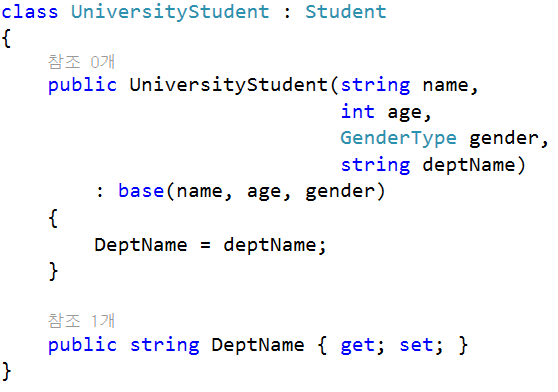 class UniversityStudent : Student
{
참조 0개
public UniversityStudent(string name,
int age,
GenderType gender,
string deptName)
: base(name, age, gender)
{
DeptName = deptName;
}
참조 1개
public string DeptName { get; set; }
}